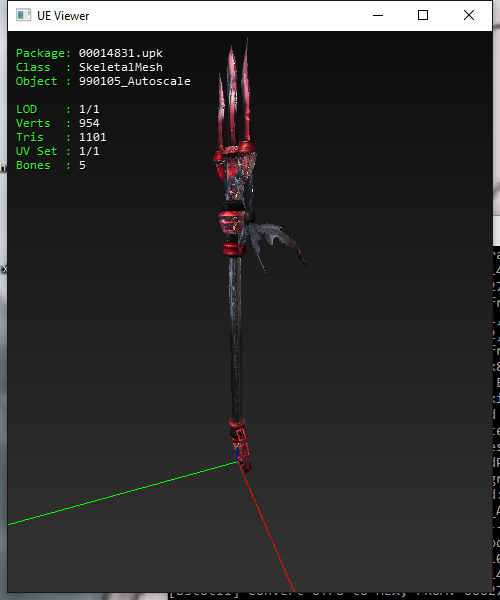 UE Viewer
Package: 00014831.upk
Class  : SkeletalMesh
Object : 990105_Autoscale
LOD    : 1/1
Verts  : 954
Tris   : 1101
UV Set : 1/1
Bones  : 5